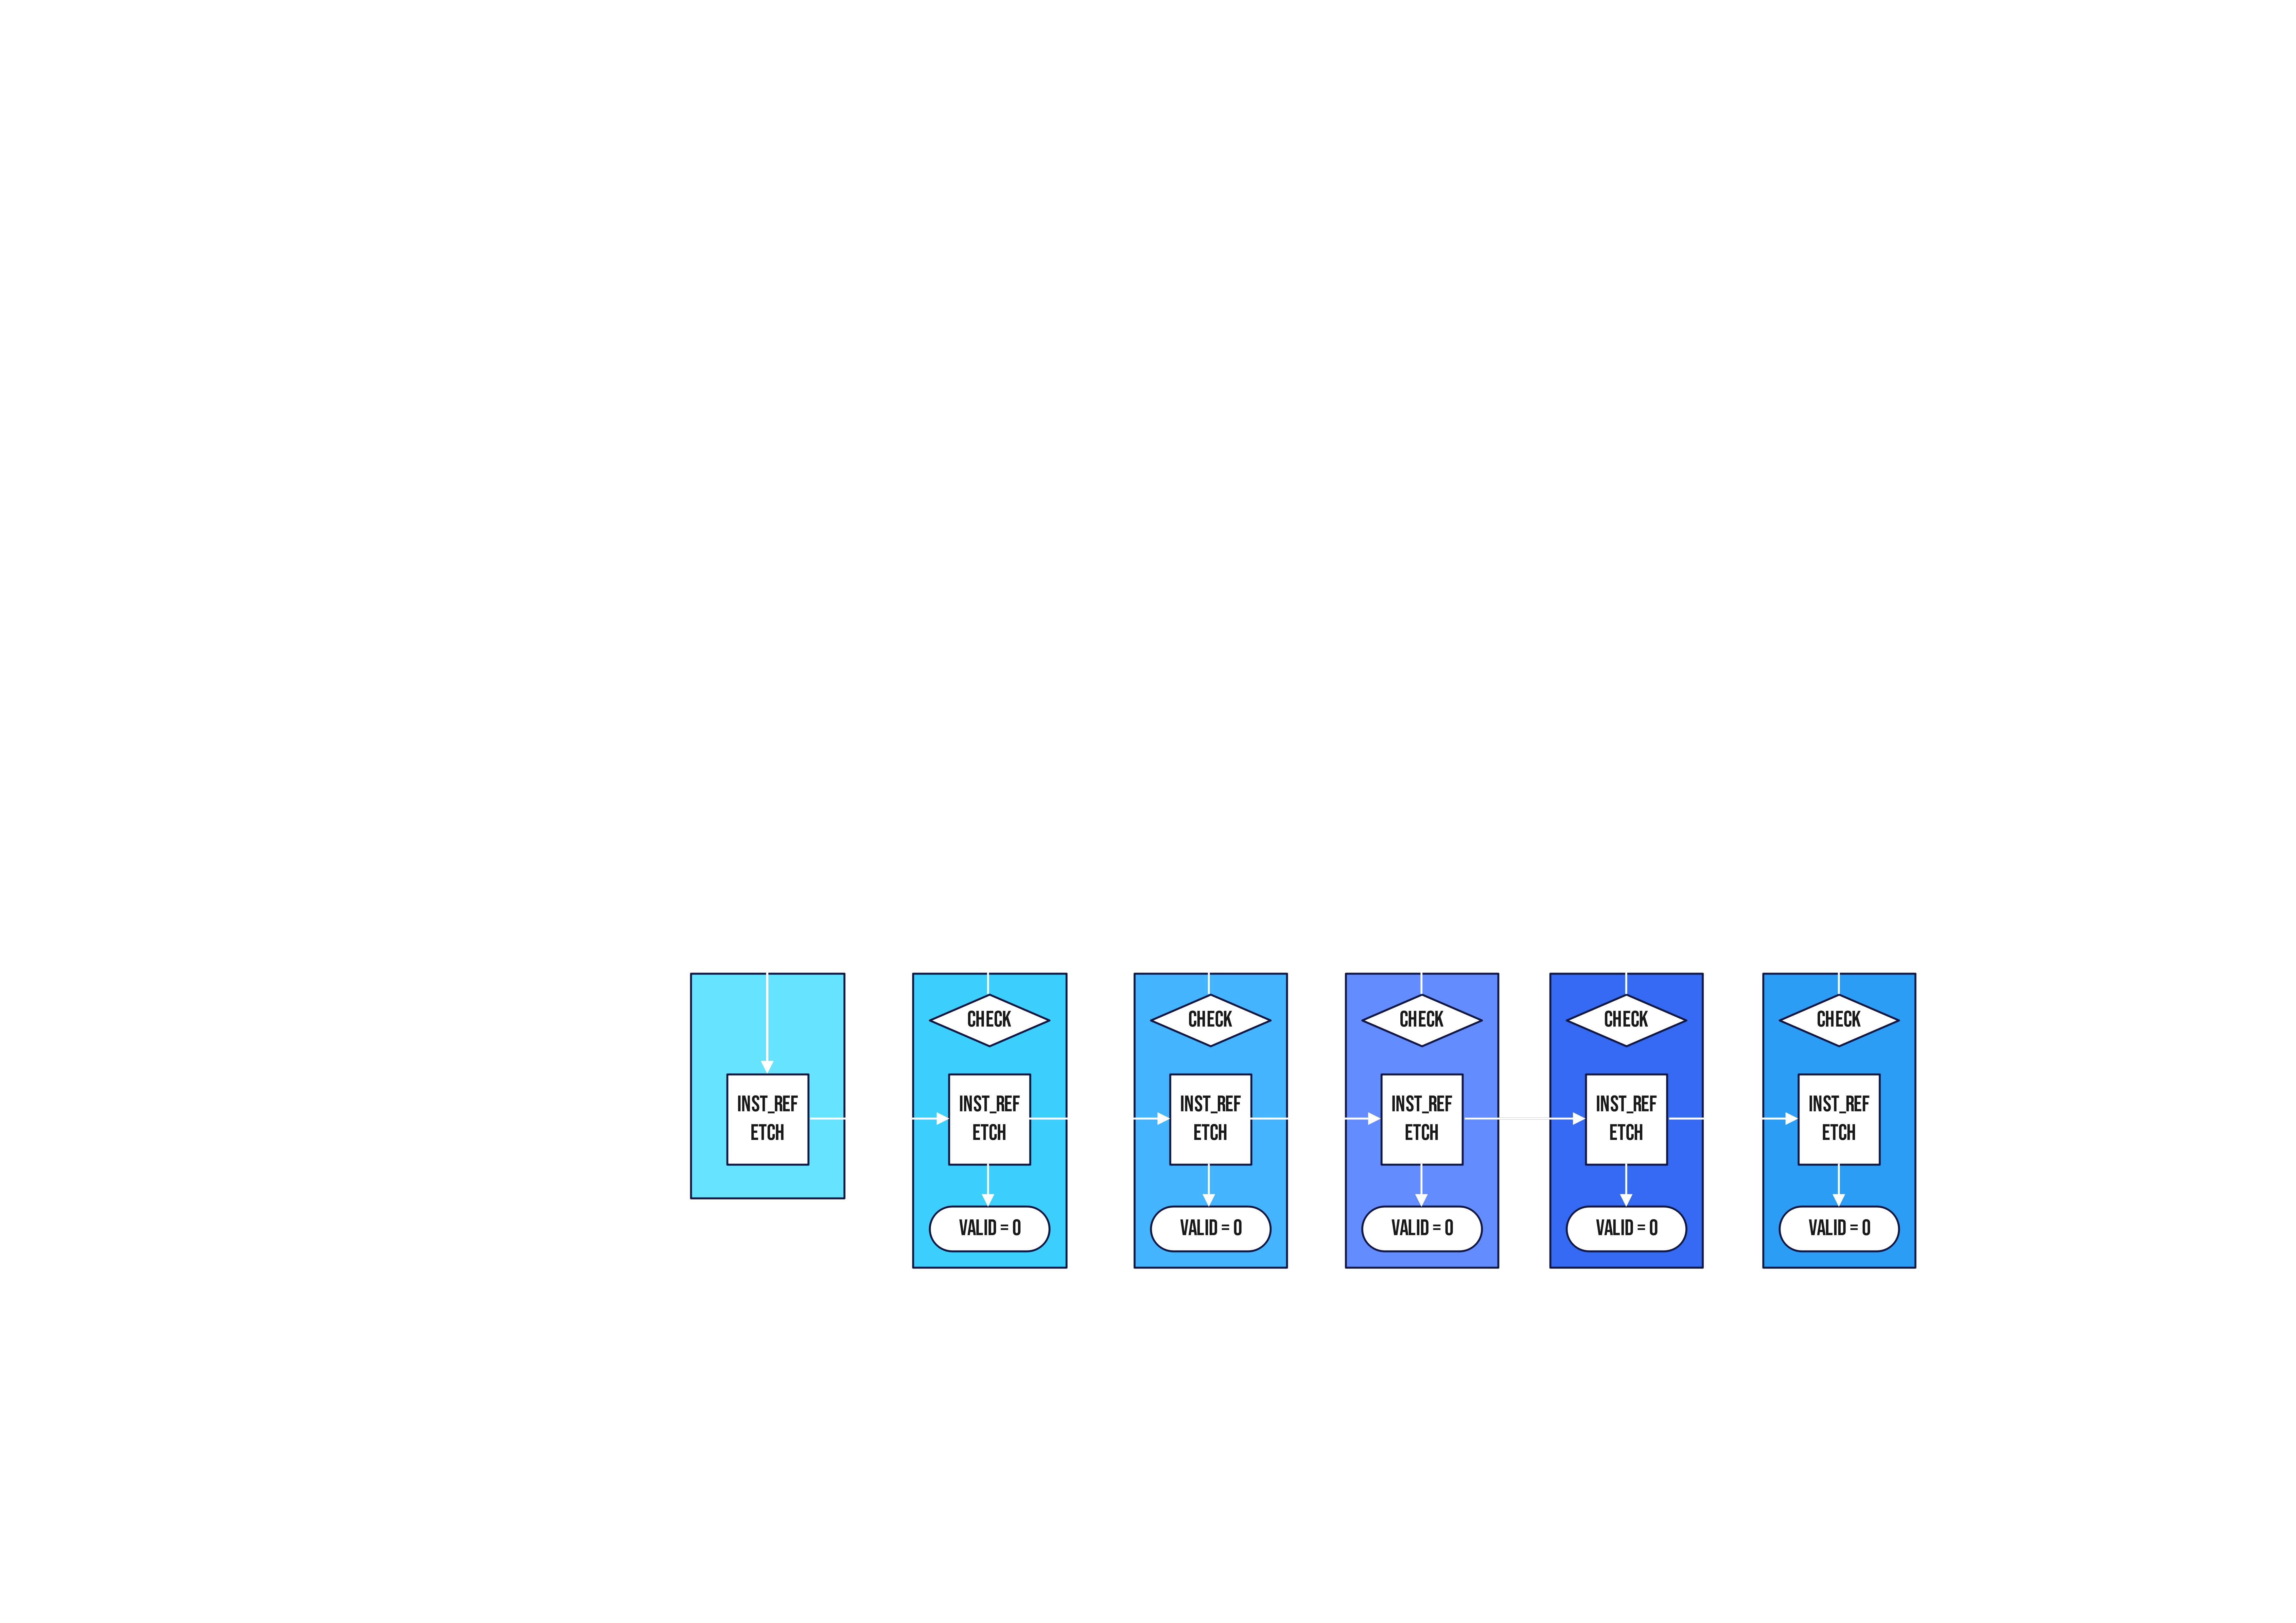 CHECK
CHECK
CHECK
CHECK
CHECK
INST_REF
ETCH
INST_REF
ETCH
INST_REF
ETCH
INST_REF
ETCH
INST_REF
ETCH
INST_REF
ETCH
VALID = 0
VALID = 0
VALID = 0
VALID = 0
VALID = 0